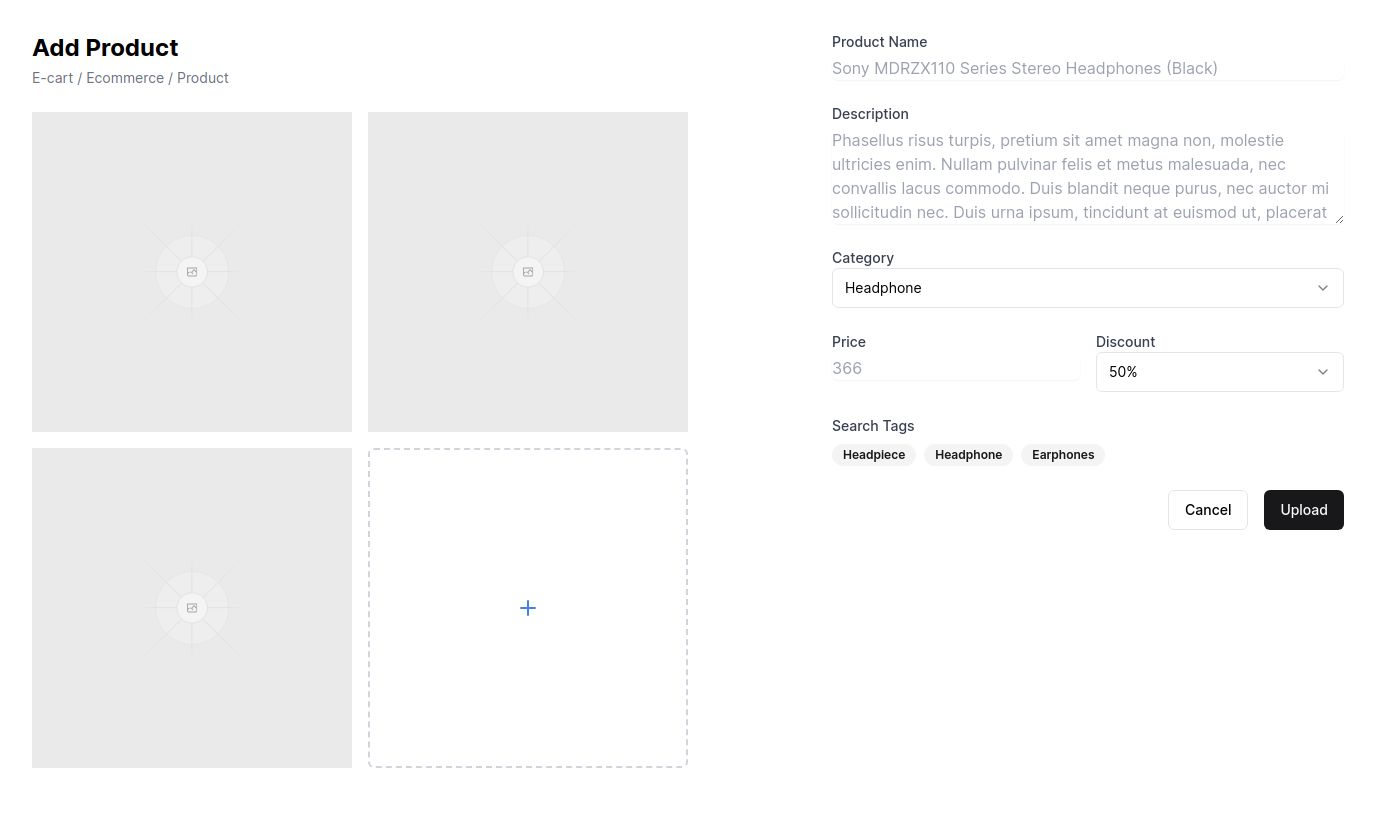 Add Product
E-cart / Ecommerce / Product
Product Name
Sony MDRZX110 Series Stereo Headphones (Black)
Description
Phasellus risus turpis, pretium sit amet magna non, molestie
ultricies enim. Nullam pulvinar felis et metus malesuada, nec
convallis lacus commodo. Duis blandit neque purus, nec auctor mi
sollicitudin nec. Duis urna ipsum, tincidunt at euismod ut, placerat
Category
Headphone
Price
Discount
366
50%
Search Tags
Headpiece Headphone Earphones
Cancel Upload